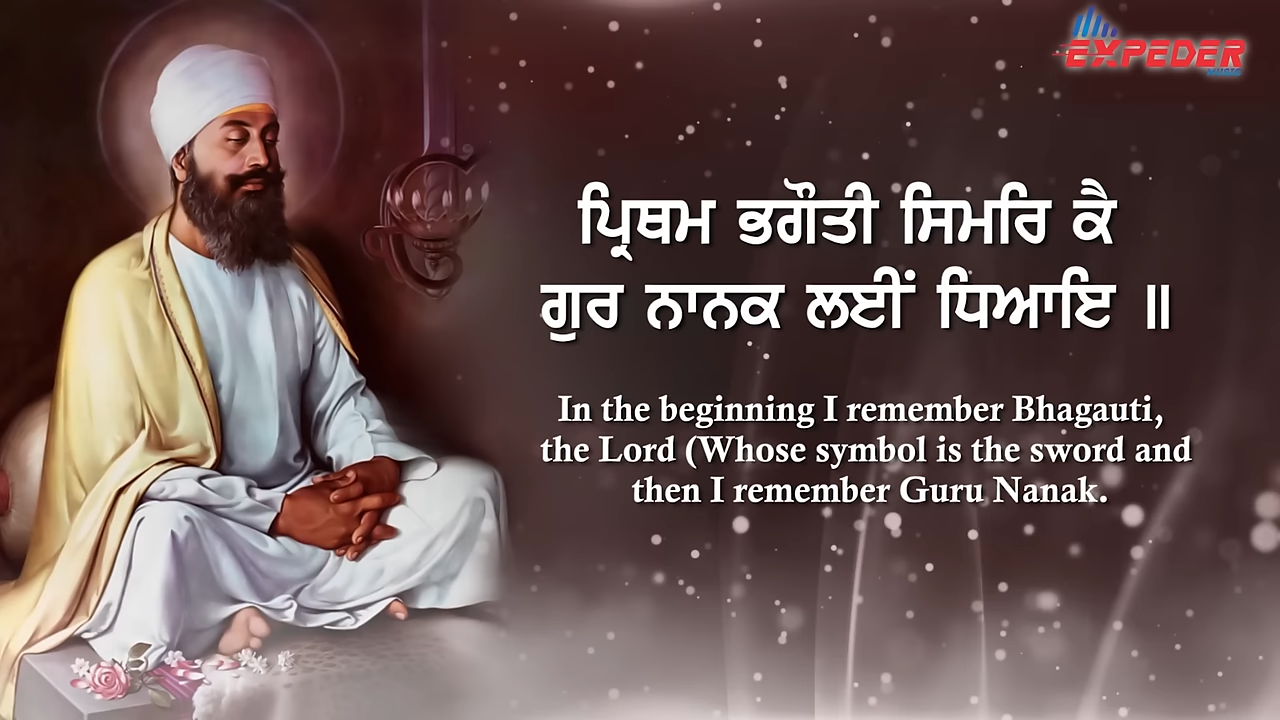 EXPEDER
ਪ੍ਰਿਥਮ ਭਗੌਤੀ ਸਿਮਰਿ ਕੈ
ਗੁਰ ਨਾਨਕ ਲਈਂ ਧਿਆਇ ॥
In the beginning I remember Bhagauti,
the Lord (Whose symbol is the sword and
then I remember Guru Nanak.